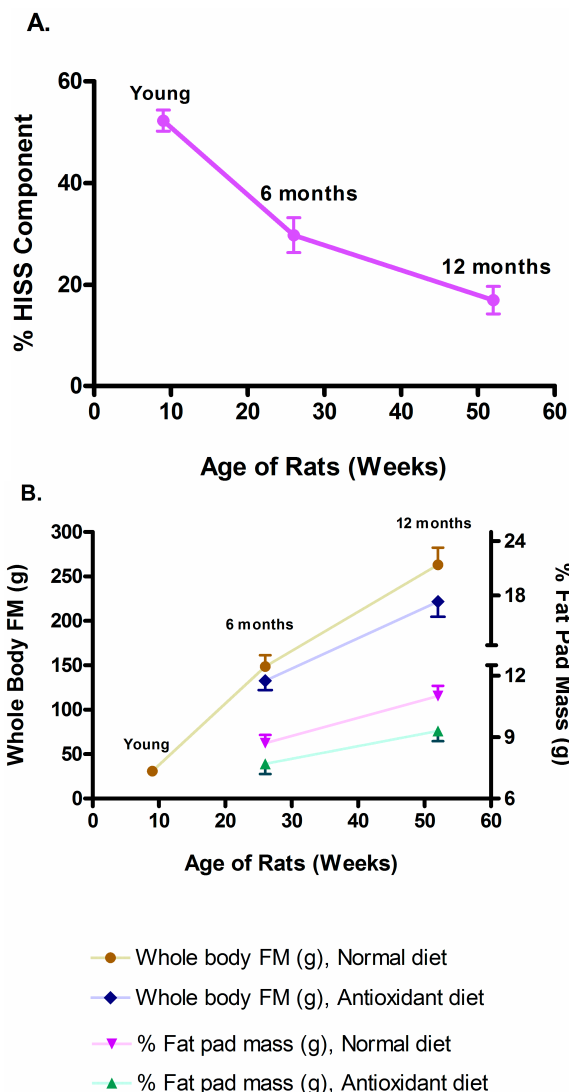 A.
% HISS Component
60
40
20
0
Young
6 months
12 months
0 10 20 30 40 50 60
Age of Rats (Weeks)
B.
Whole Body FM (g)
300
250
200
150
100
50
0
Young
6 months
12 months
24
18
12
9
6
% Fat Pad Mass (g)
0 10 20 30 40 50 60
Age of Rats (Weeks)
Whole body FM (g), Normal diet
Whole body FM (g), Antioxidant diet
% Fat pad mass (g), Normal diet
% Fat pad mass (g), Antioxidant diet